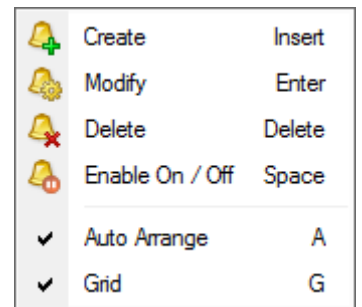 Create Insert
Modify Enter
Delete Delete
Enable On / Off Space
Auto Arrange A
Grid G